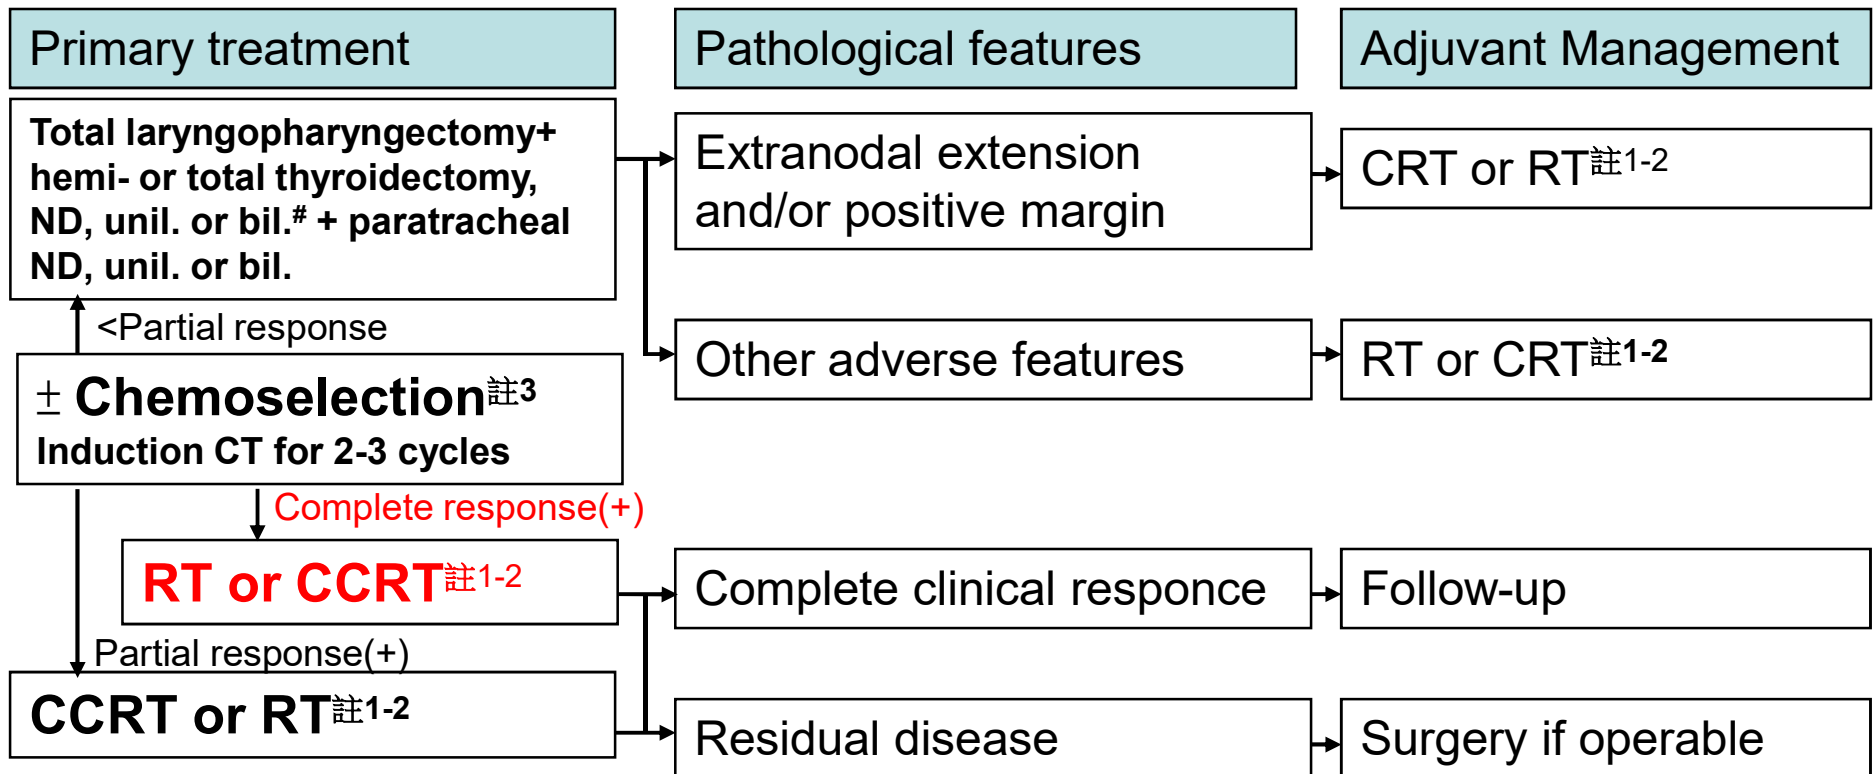 Primary treatment
Pathological features
Adjuvant Management
Total laryngopharyngectomy+
hemi- or total thyroidectomy,
ND, unil. or bil.# + paratracheal
ND, unil. or bil.
Extranodal extension
and/or positive margin
CRT or RT註1-2
<Partial response
Other adverse features
RT or CRT註1-2
± Chemoselection註3
Induction CT for 2-3 cycles
Complete response(+)
RT or CCRT註1-2
Complete clinical responce
Follow-up
Partial response(+)
CCRT or RT註1-2
Residual disease
Surgery if operable